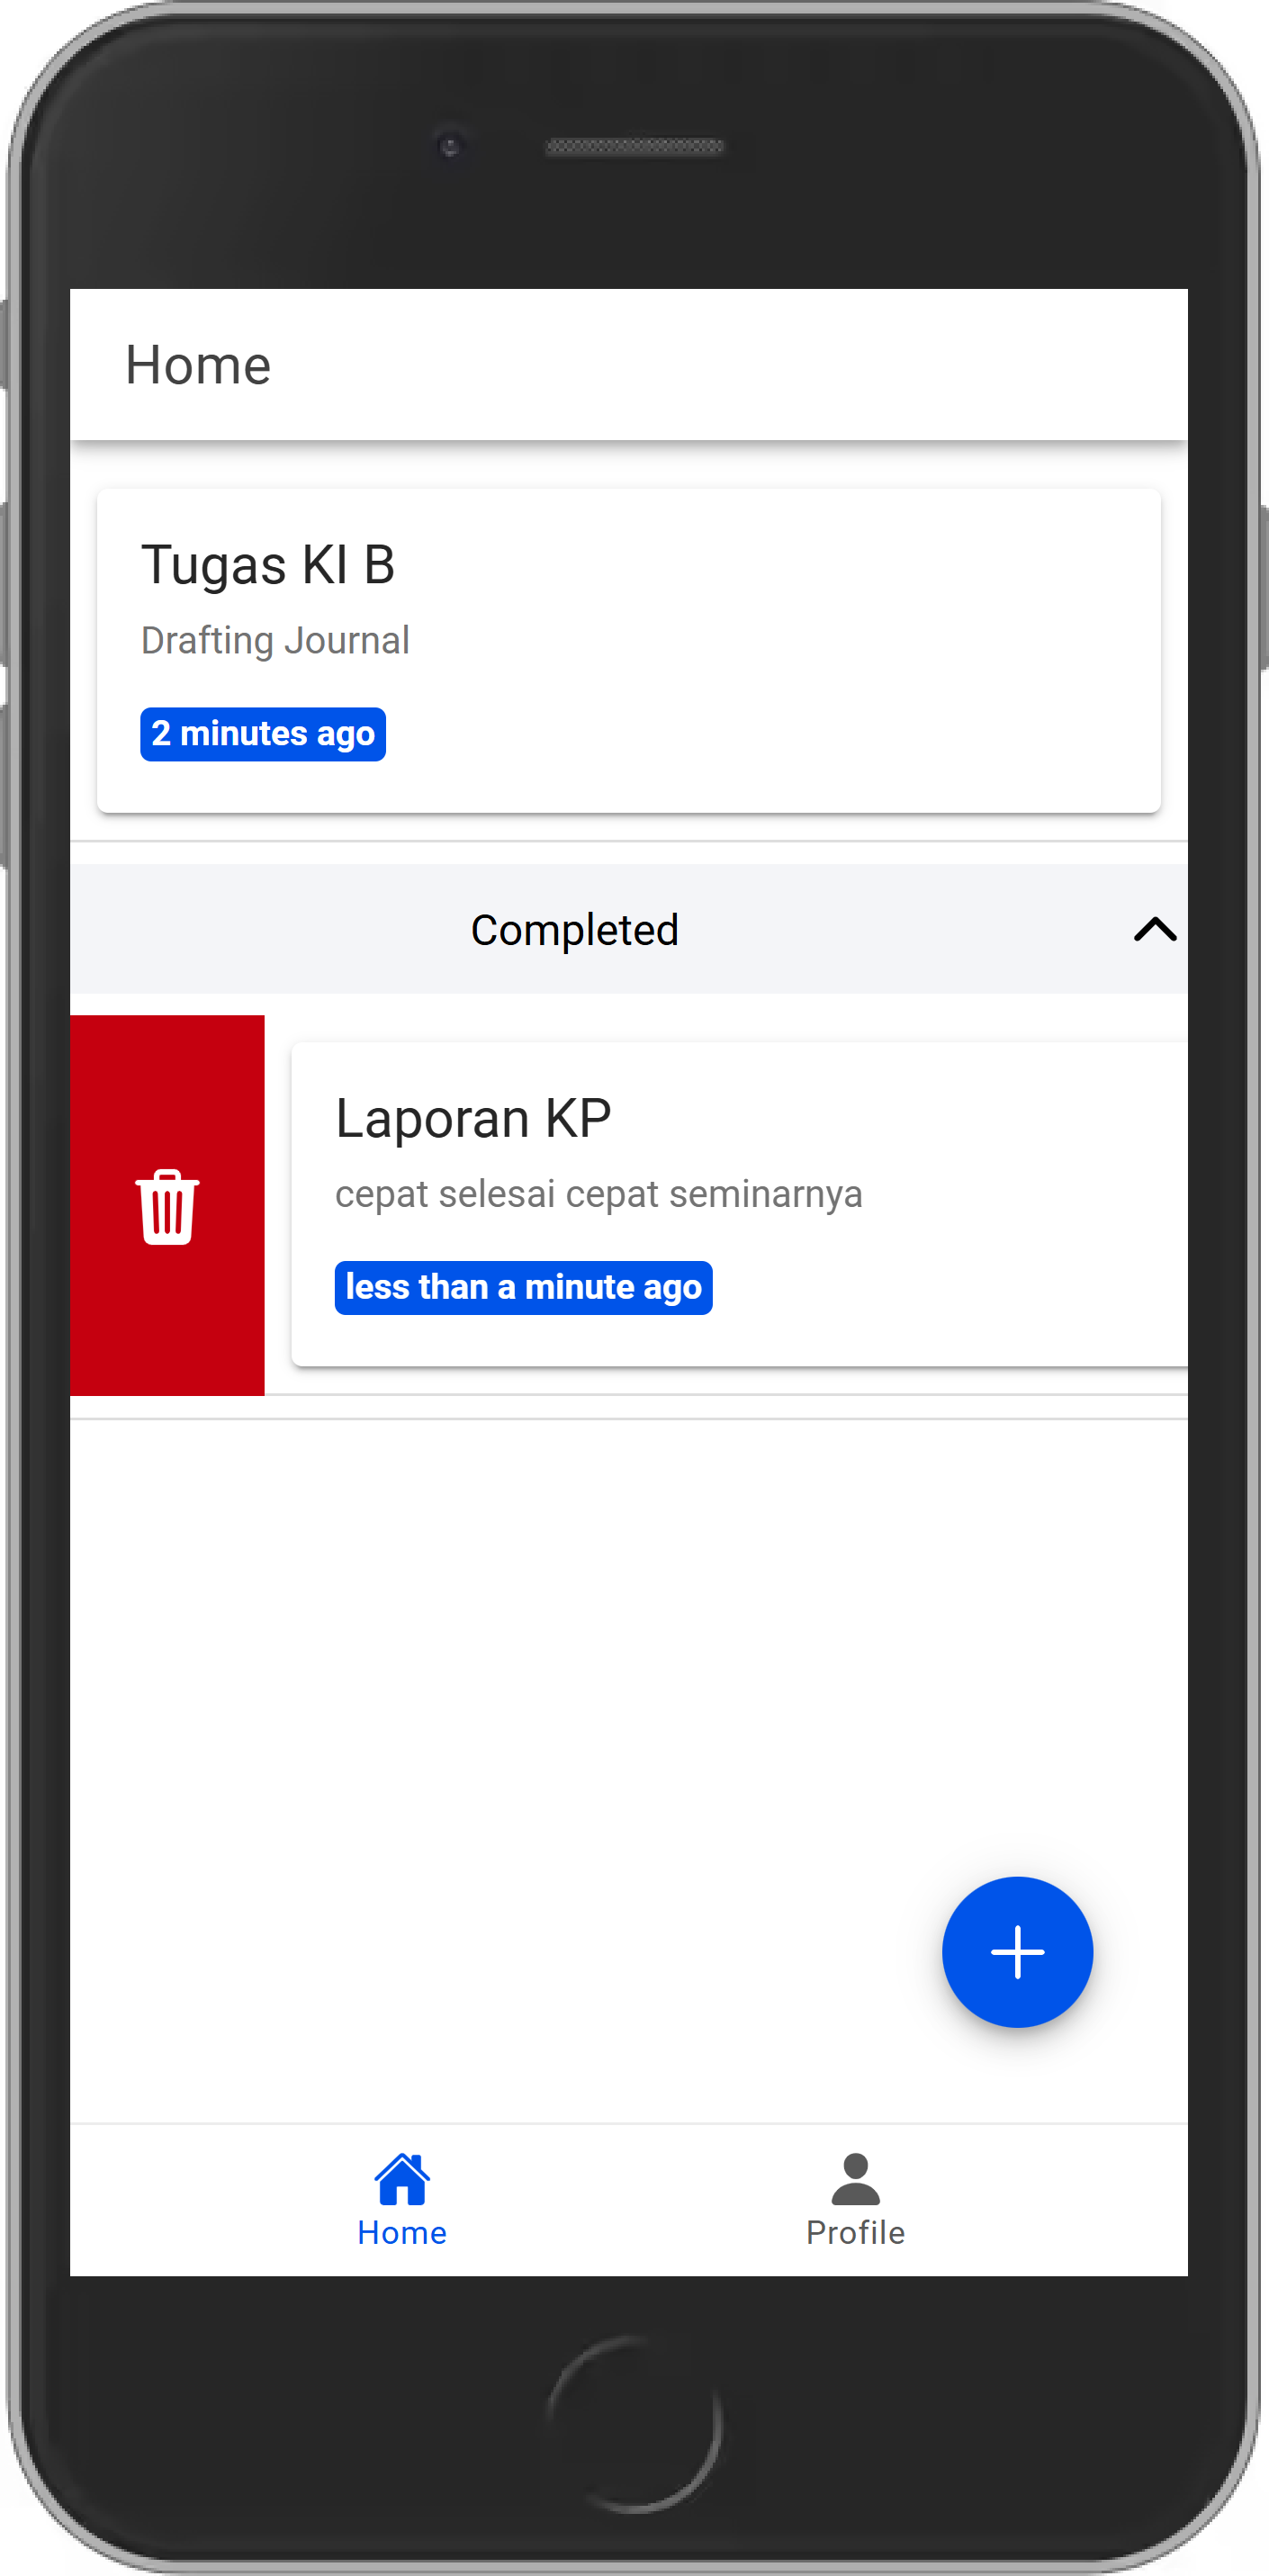 Home
Tugas KI B
Drafting Journal
2 minutes ago
Completed
Laporan KP
cepat selesai cepat seminarnya
less than a minute ago
Home
Profile